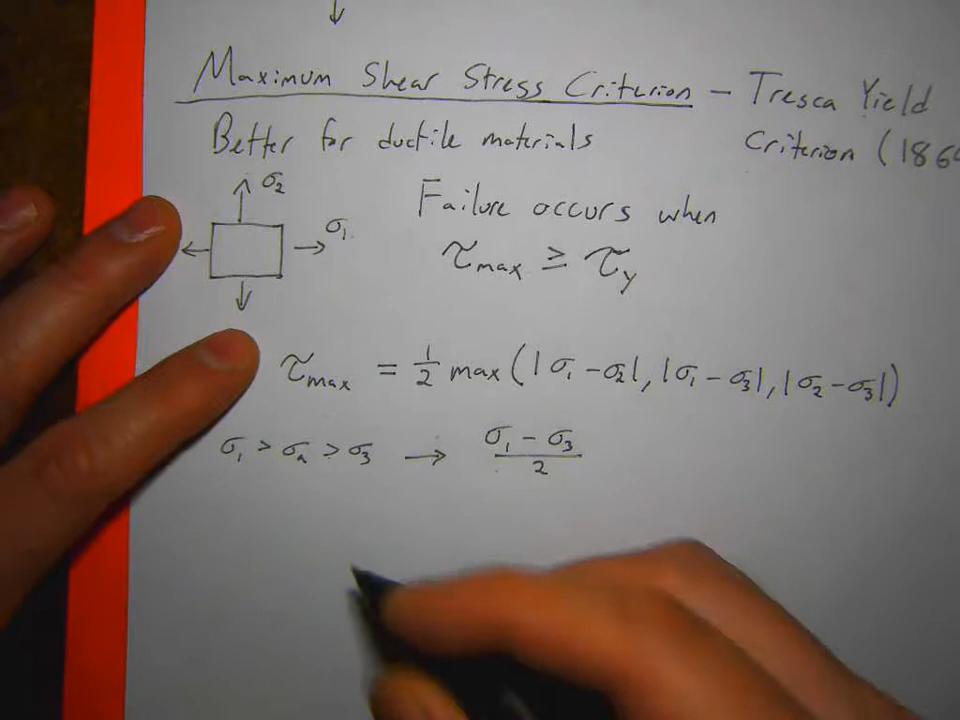 Maximum Shear Stress Criterion – Tresca Yield
Criterion (186
Better for ductile materials
σ₂
σ₁
Failure occurs when
τmax ≥ τy
τmax = 1/2 max (|σ₁ - σ₂|, |σ₁ - σ₃|, |σ₂ - σ₃|)
σ₁ > σ₂ > σ₃ → (σ₁ - σ₃)/2